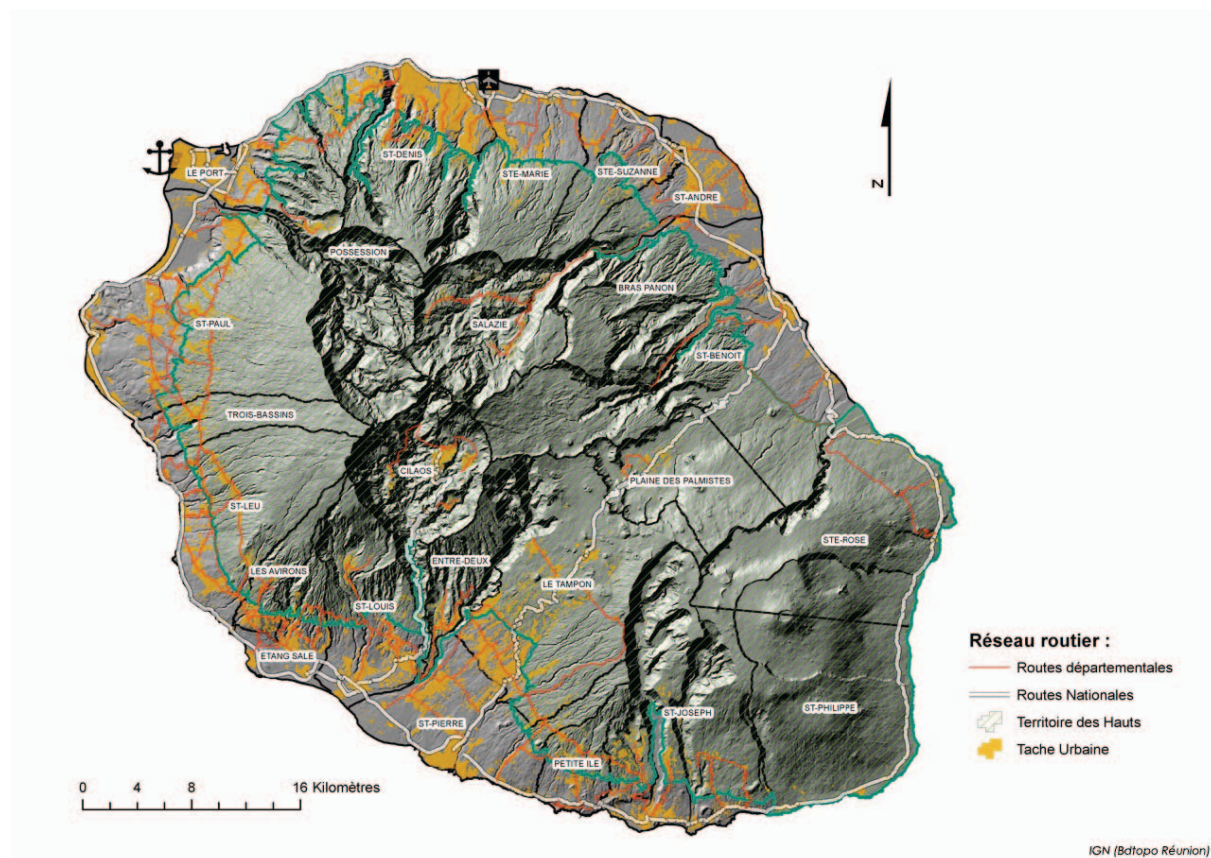 ST-DENIS
LE PORT
STE-MARIE
STE-SUZANNE
ST-ANDRE
POSSESSION
BRAS PANON
ST-PAUL
SALAZIE
ST-BENOIT
TROIS-BASSINS
CILAOS
PLAINE DES PALMISTES
ST-LEU
STE-ROSE
LES AVIRONS
ENTRE-DEUX
LE TAMPON
ST-LOUIS
ETANG SALE
ST-PIERRE
ST-JOSEPH
ST-PHILIPPE
PETITE ILE
N
Réseau routier :
Routes départementales
Routes Nationales
Territoire des Hauts
Tache Urbaine
0 4 8 16 Kilomètres
IGN (Bdtopo Réunion)